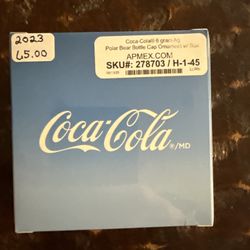 2023
65.00
Coca Cola® 6 gram Ag
Polar Bear Bottle Cap Ornament w/ Box
APMEX.COM
SKU#: 278703 / H-1-45
Coca-Cola®/MD